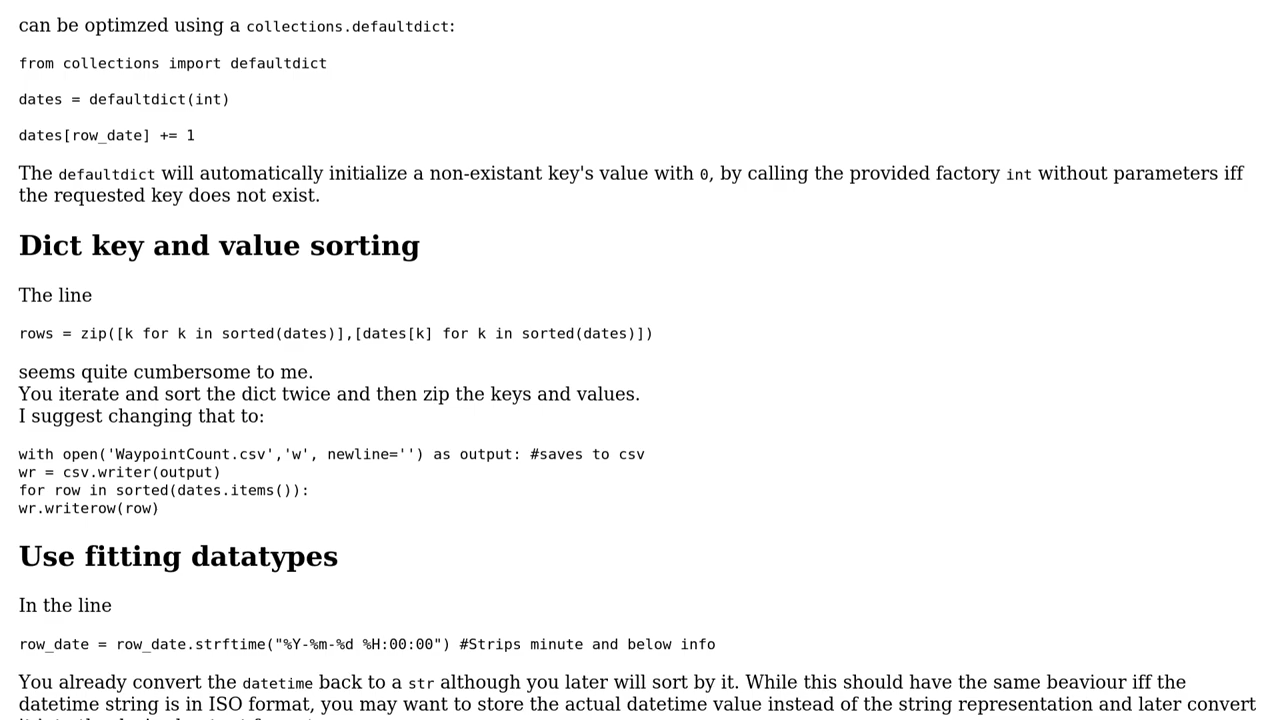 can be optimzed using a collections.defaultdict:
from collections import defaultdict
dates = defaultdict(int)
dates[row_date] += 1
The defaultdict will automatically initialize a non-existant key's value with 0, by calling the provided factory int without parameters iff
the requested key does not exist.
Dict key and value sorting
The line
rows = zip([k for k in sorted(dates)],[dates[k] for k in sorted(dates)])
seems quite cumbersome to me.
You iterate and sort the dict twice and then zip the keys and values.
I suggest changing that to:
with open('WaypointCount.csv','w', newline='') as output: #saves to csv
wr = csv.writer(output)
for row in sorted(dates.items()):
wr.writerow(row)
Use fitting datatypes
In the line
row_date = row_date.strftime("%Y-%m-%d %H:00:00") #Strips minute and below info
You already convert the datetime back to a str although you later will sort by it. While this should have the same beaviour iff the
datetime string is in ISO format, you may want to store the actual datetime value instead of the string representation and later convert